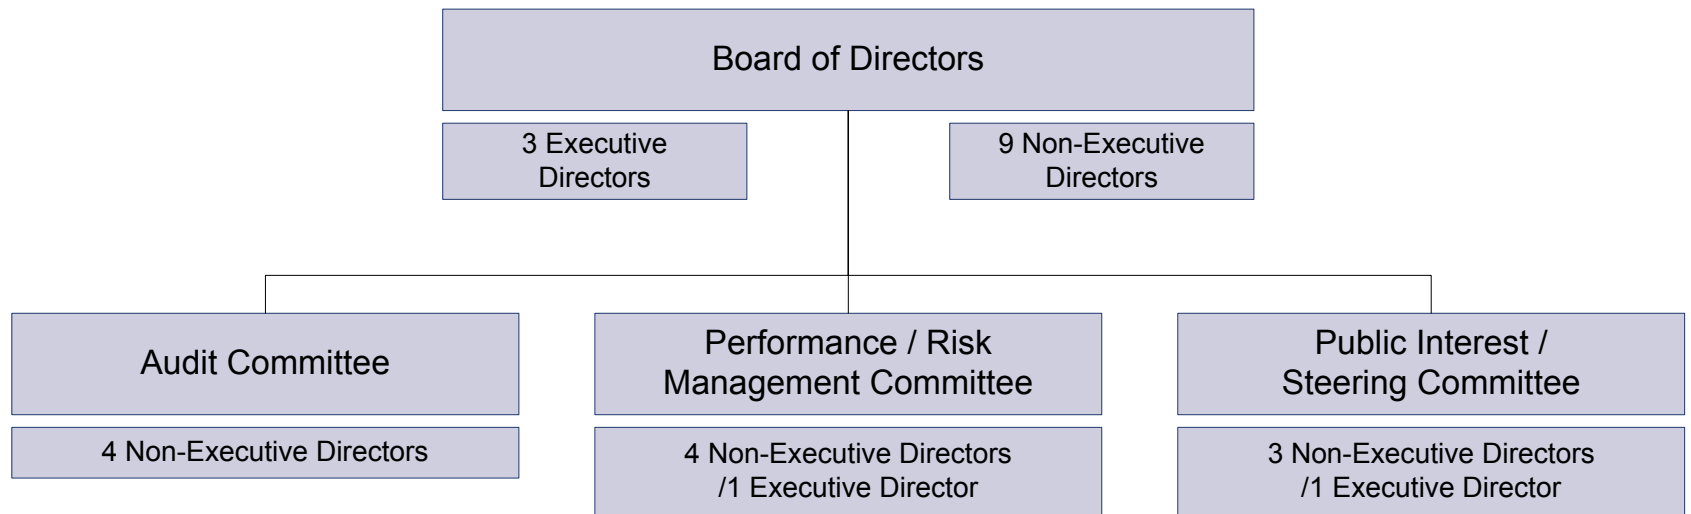 Board of Directors
3 Executive
Directors
9 Non-Executive
Directors
Audit Committee
4 Non-Executive Directors
Performance / Risk
Management Committee
4 Non-Executive Directors
/1 Executive Director
Public Interest /
Steering Committee
3 Non-Executive Directors
/1 Executive Director